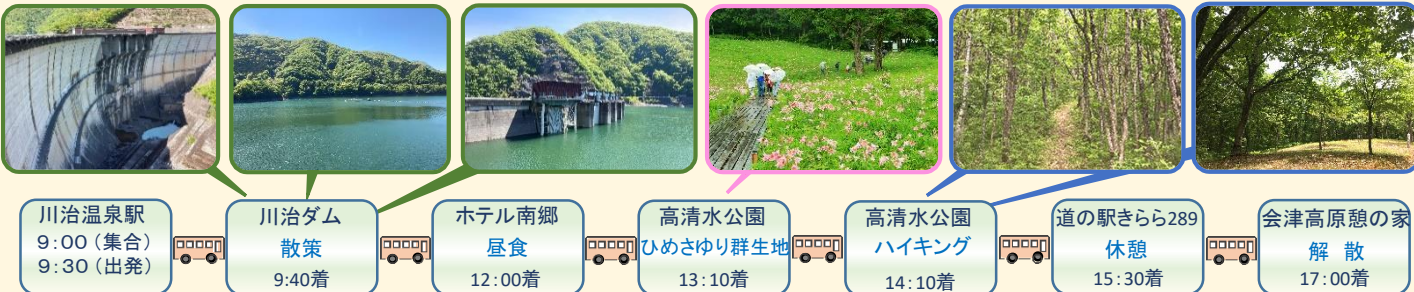 川治温泉駅
9:00（集合）
9:30（出発）
川治ダム
散策
9:40着
ホテル南郷
昼食
12:00着
高清水公園
ひめさゆり群生地
13:10着
高清水公園
ハイキング
14:10着
道の駅きらら289
休憩
15:30着
会津高原憩の家
解 散
17:00着